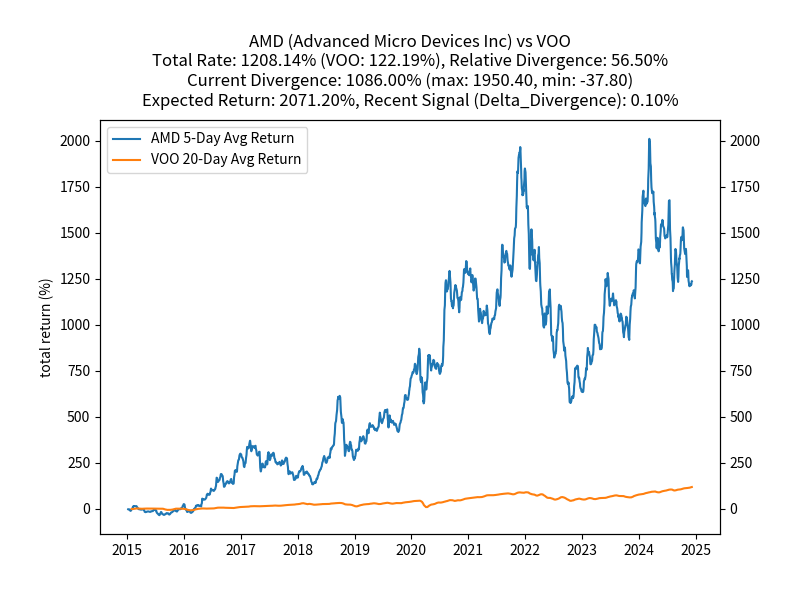 AMD (Advanced Micro Devices Inc) vs VOO
Total Rate: 1208.14% (VOO: 122.19%), Relative Divergence: 56.50%
Current Divergence: 1086.00% (max: 1950.40, min: -37.80)
Expected Return: 2071.20%, Recent Signal (Delta_Divergence): 0.10%
AMD 5-Day Avg Return
VOO 20-Day Avg Return
total return (%)
2000
1750
1500
1250
1000
750
500
250
0
2000
1750
1500
1250
1000
750
500
250
0
2015 2016 2017 2018 2019 2020 2021 2022 2023 2024 2025